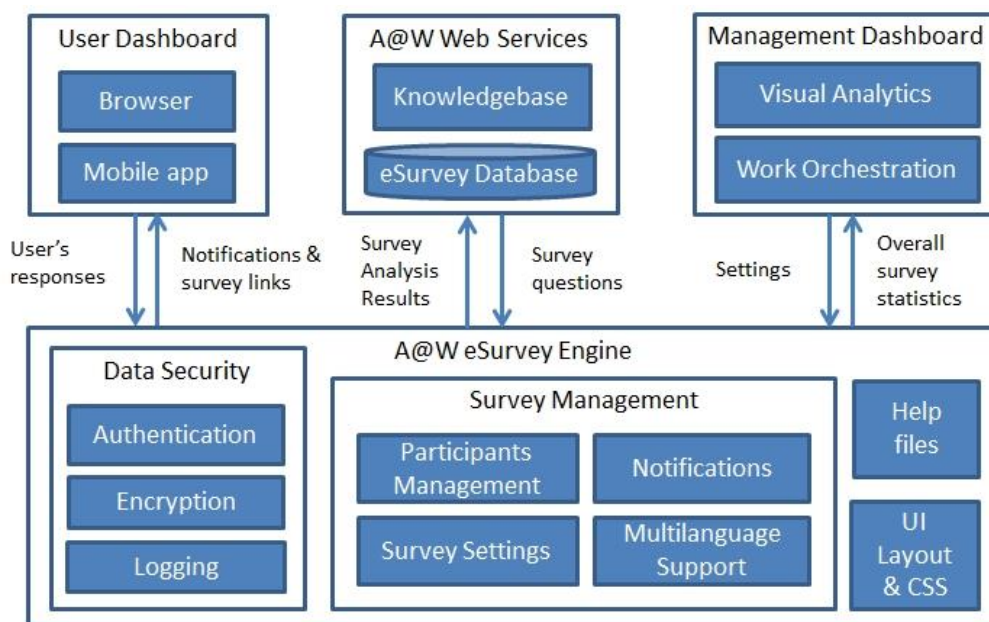 User Dashboard
Browser
Mobile app
A@W Web Services
Knowledgebase
eSurvey Database
Management Dashboard
Visual Analytics
Work Orchestration
User's
responses
Notifications &
survey links
Survey
Analysis
Results
Survey
questions
Settings
Overall
survey
statistics
A@W eSurvey Engine
Data Security
Authentication
Encryption
Logging
Survey Management
Participants
Management
Notifications
Survey Settings
Multilanguage
Support
Help
files
UI
Layout
& CSS